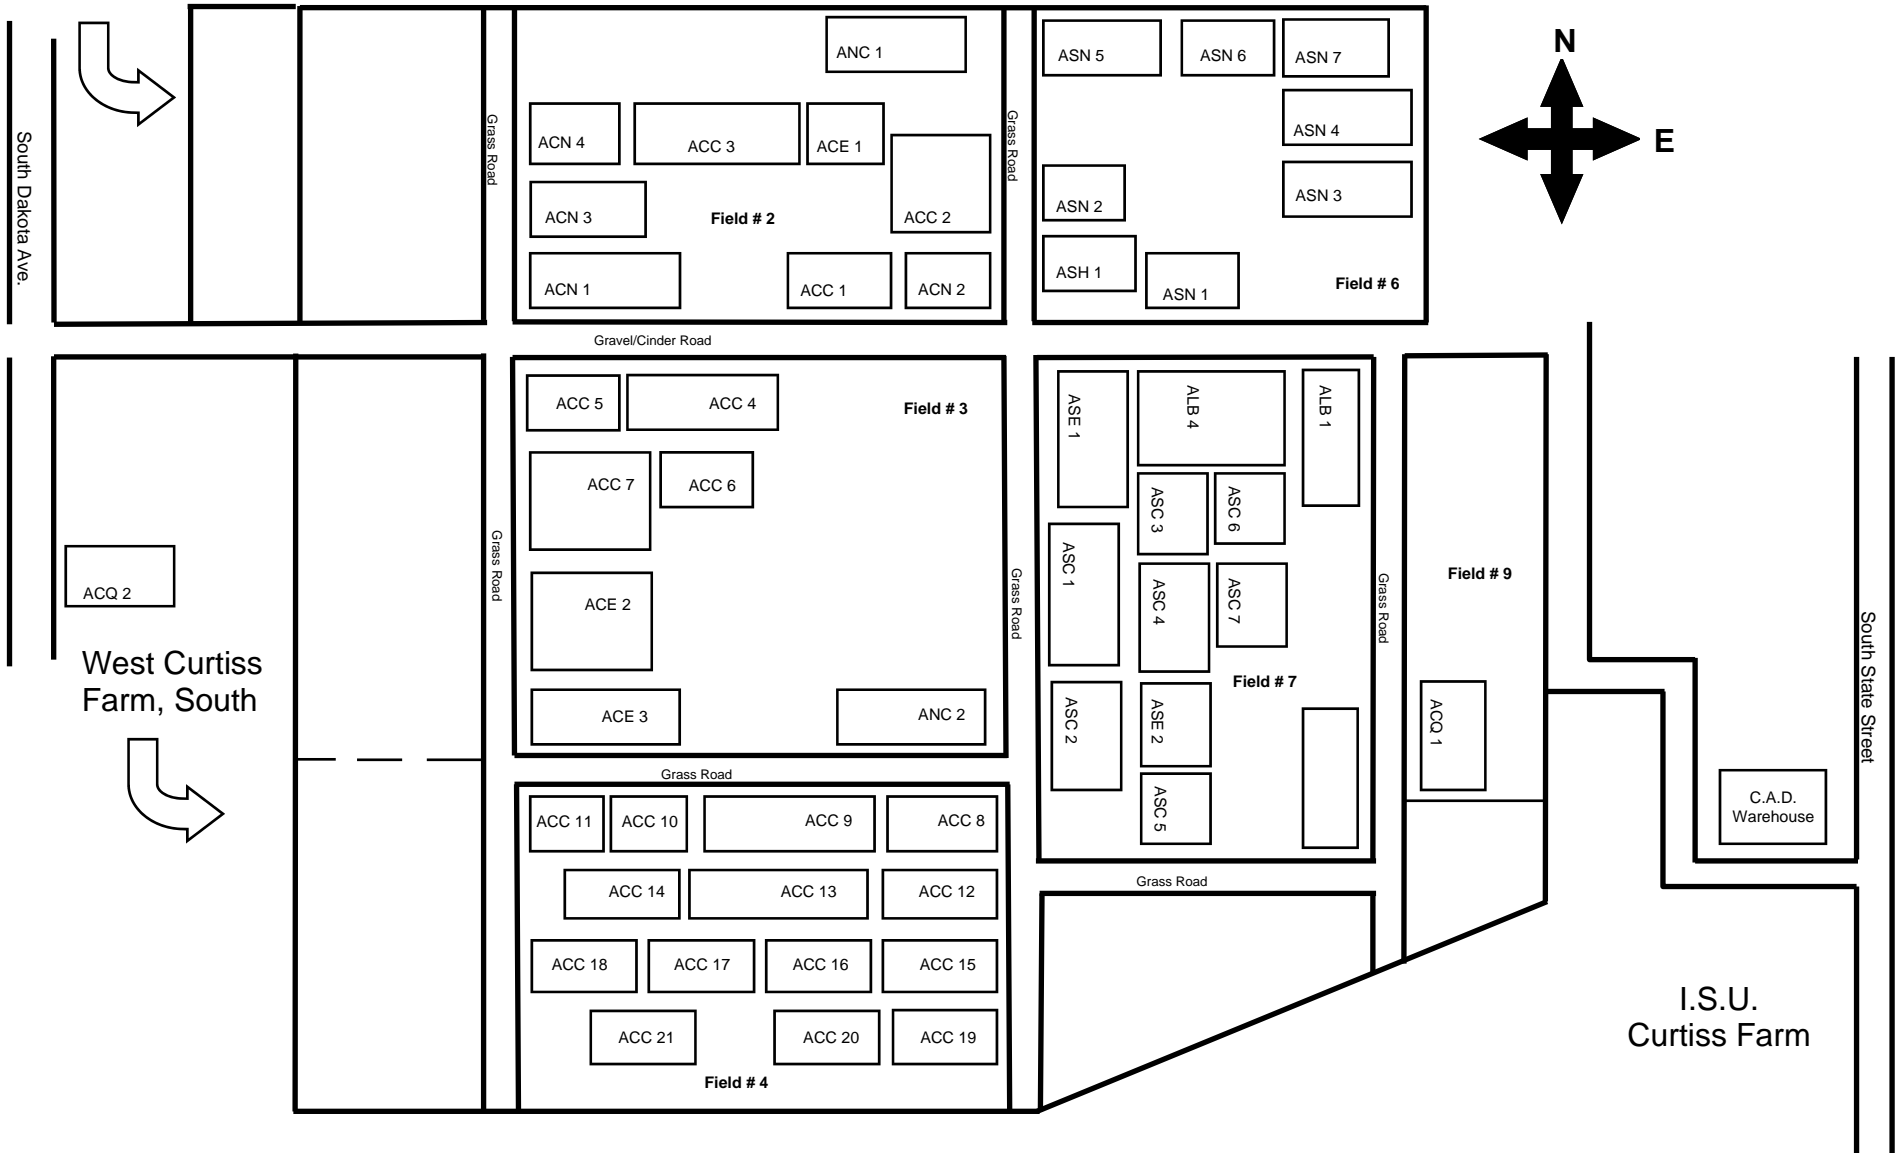 N
E
South Dakota Ave.
Grass Road
ANC 1
ACN 4
ACC 3
ACE 1
ACN 3
Field # 2
ACC 2
ACN 1
ACC 1
ACN 2
Grass Road
ASN 5
ASN 6
ASN 7
ASN 4
ASN 2
ASN 3
ASH 1
ASN 1
Field # 6
Gravel/Cinder Road
ACQ 2
West Curtiss
Farm, South
Grass Road
ACC 5
ACC 4
Field # 3
ACC 7
ACC 6
ACE 2
ACE 3
ANC 2
Grass Road
ASE 1
ALB 4
ALB 1
ASC 3
ASC 6
ASC 1
ASC 4
ASC 7
Field # 7
ASC 2
ASE 2
ASC 5
Grass Road
Field # 9
ACQ 1
South State Street
C.A.D.
Warehouse
Grass Road
ACC 11
ACC 10
ACC 9
ACC 8
ACC 14
ACC 13
ACC 12
ACC 18
ACC 17
ACC 16
ACC 15
ACC 21
ACC 20
ACC 19
Field # 4
Grass Road
I.S.U.
Curtiss Farm